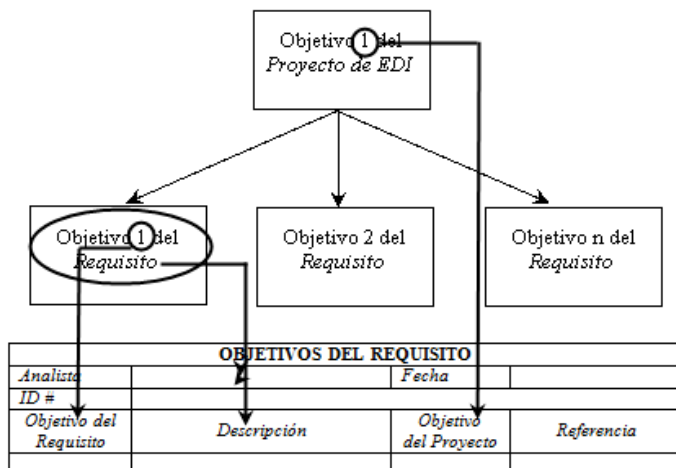 Objetivo 1 del
Proyecto de EDI
Objetivo 1 del
Requisito
Objetivo 2 del
Requisito
Objetivo n del
Requisito
OBJETIVOS DEL REQUISITO
Analista
Fecha
ID #
Objetivo del
Requisito
Descripción
Objetivo
del Proyecto
Referencia